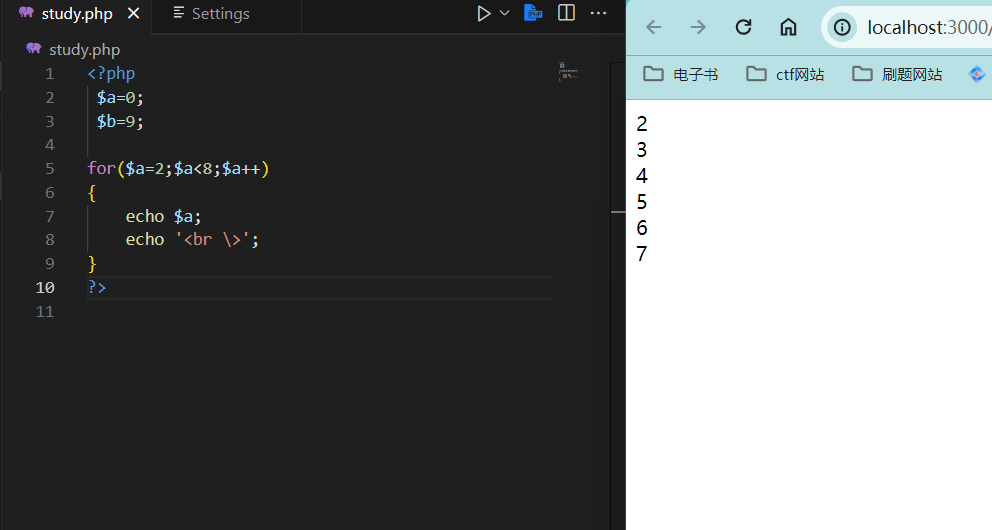 study.php Settings
study.php
1 <?php
2 $a=0;
3 $b=9;
4
5 for($a=2;$a<8;$a++)
6 {
7 echo $a;
8 echo '<br \>';
9 }
10 ?>
11
localhost:3000/
电子书 ctf网站 刷题网站
2
3
4
5
6
7